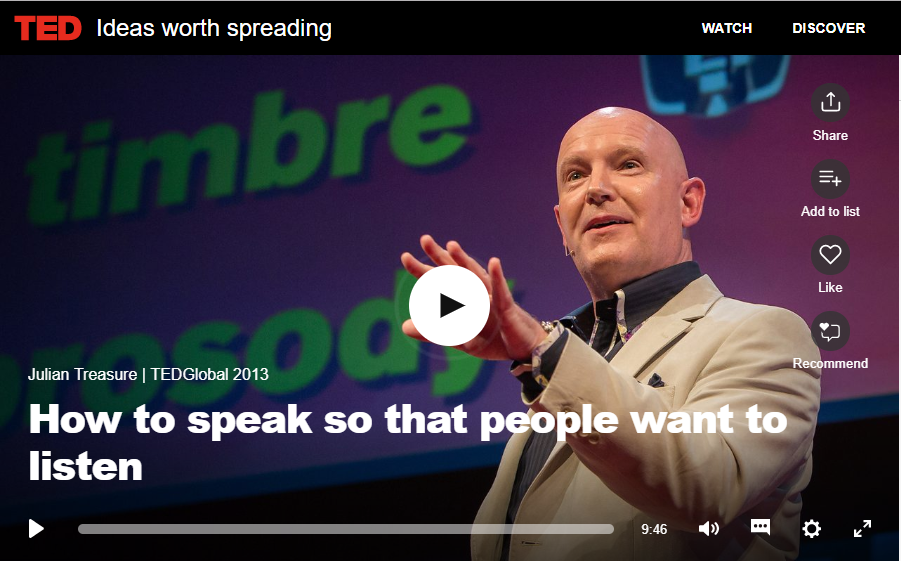 TED Ideas worth spreading WATCH DISCOVER
timbre
Share
Add to list
Like
prosody
Recommend
Julian Treasure | TEDGlobal 2013
How to speak so that people want to
listen
9:46